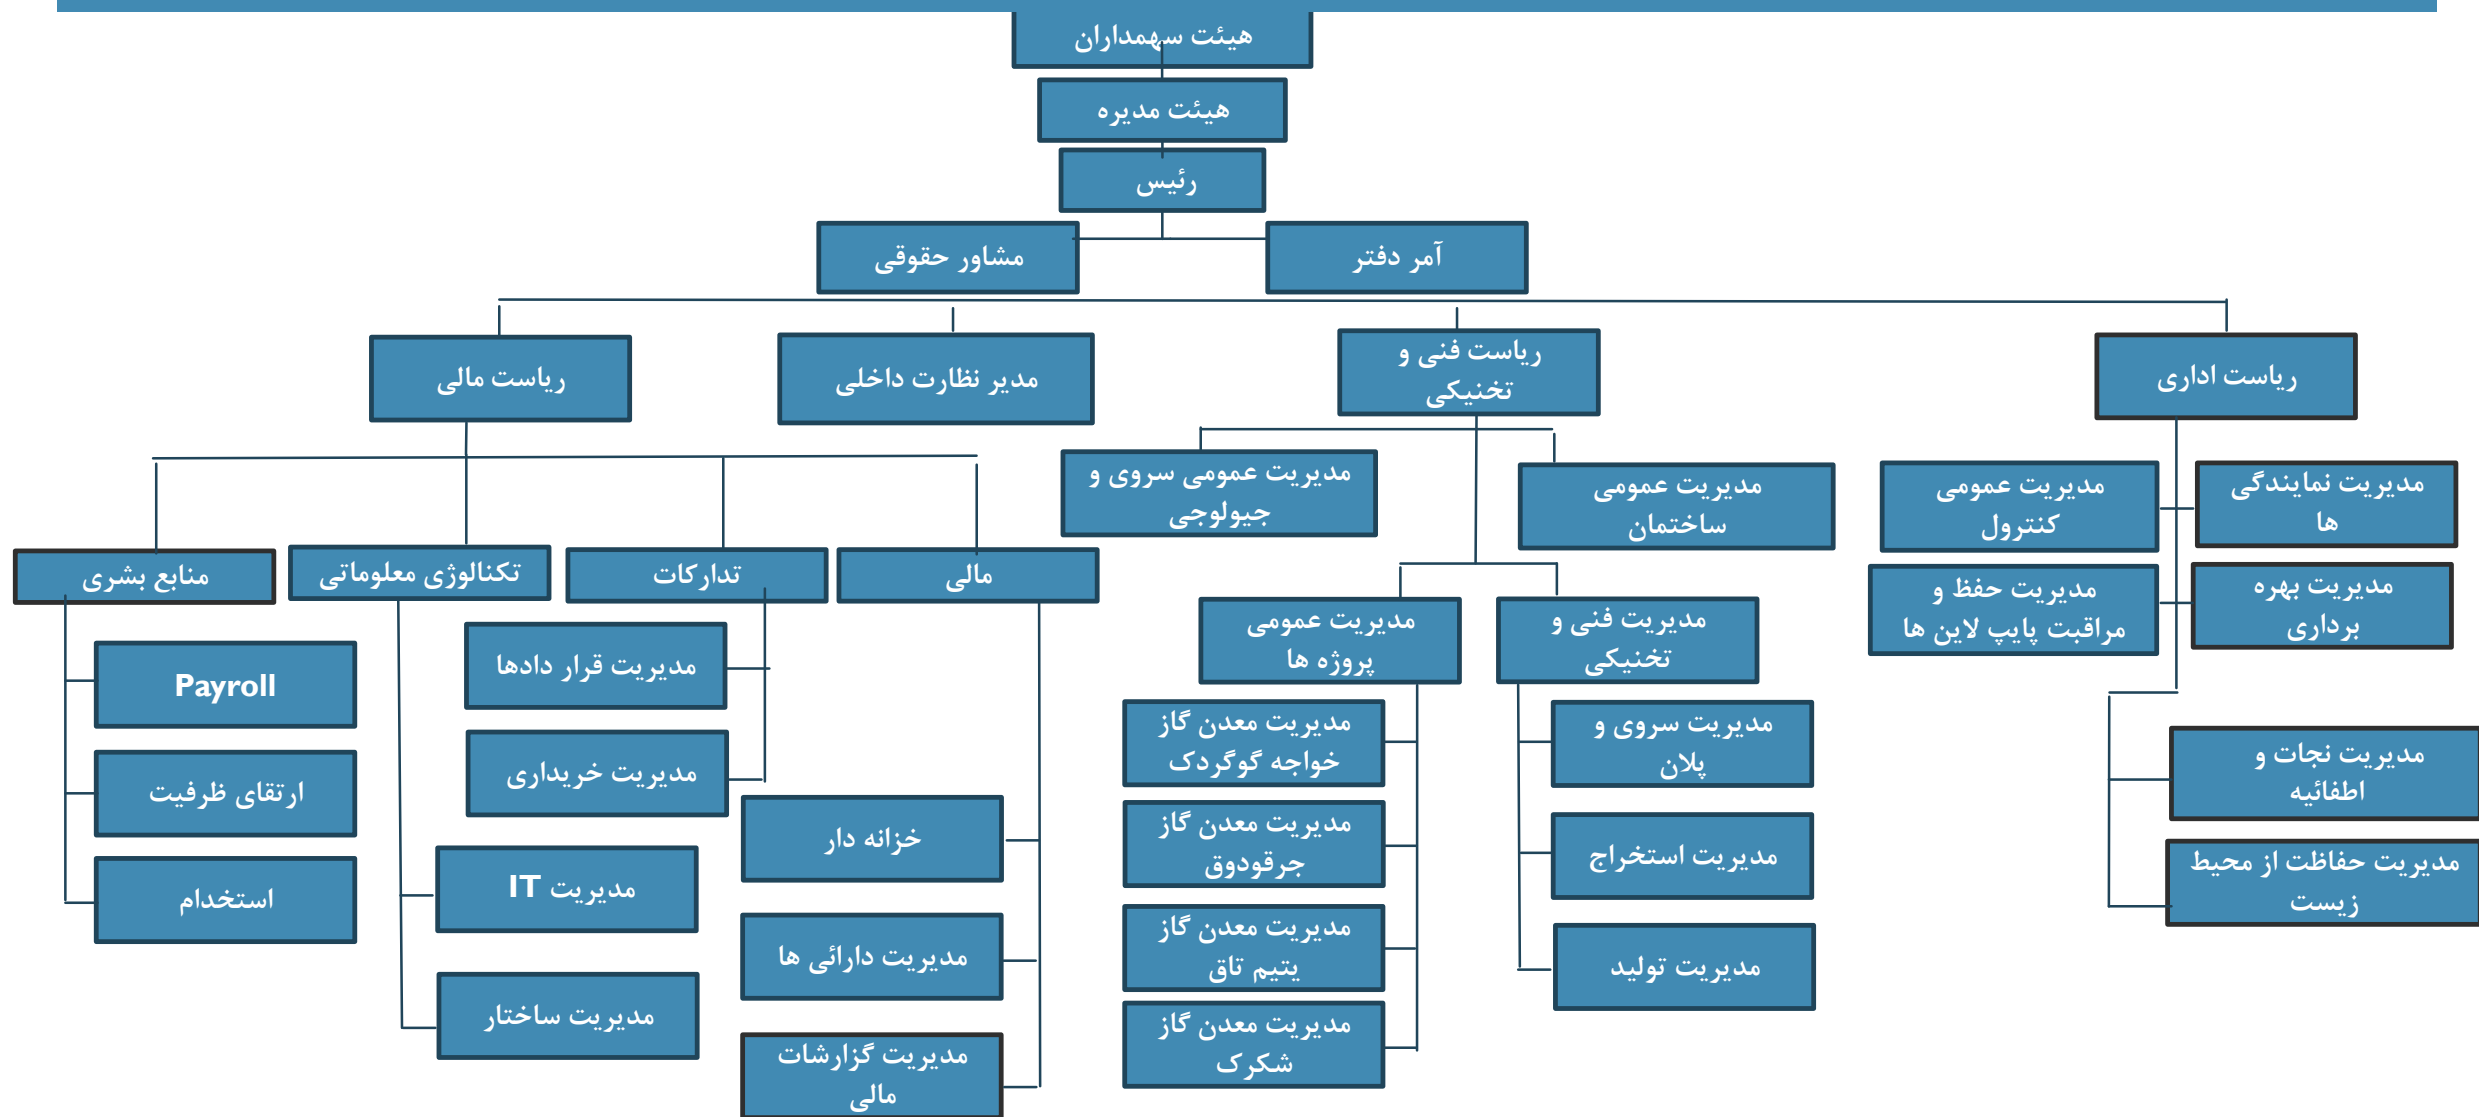 هیئت سهمداران
هیئت مدیره
رئیس
آمر دفتر
مشاور حقوقی
ریاست اداری
ریاست فنی و
تخنیکی
مدیر نظارت داخلی
ریاست مالی
مدیریت نمایندگی
ها
مدیریت عمومی
کنترول
مدیریت بهره
برداری
مدیریت حفظ و
مراقبت پایپ لاین ها
مدیریت نجات و
اطفائیه
مدیریت حفاظت از محیط
زیست
مدیریت عمومی
ساختمان
مدیریت عمومی سروی و
جیولوجی
مدیریت فنی و
تخنیکی
مدیریت عمومی
پروژه ها
مدیریت سروی و
پلان
مدیریت استخراج
مدیریت تولید
مدیریت معدن گاز
خواجه گوگردک
مدیریت معدن گاز
جرقودوق
مدیریت معدن گاز
یتیم تاق
مدیریت معدن گاز
شکرک
مالی
تدارکات
تکنالوژی معلوماتی
منابع بشری
خزانه دار
مدیریت دارائی ها
مدیریت گزارشات
مالی
مدیریت قرار دادها
مدیریت خریداری
مدیریت IT
مدیریت ساختار
Payroll
ارتقای ظرفیت
استخدام